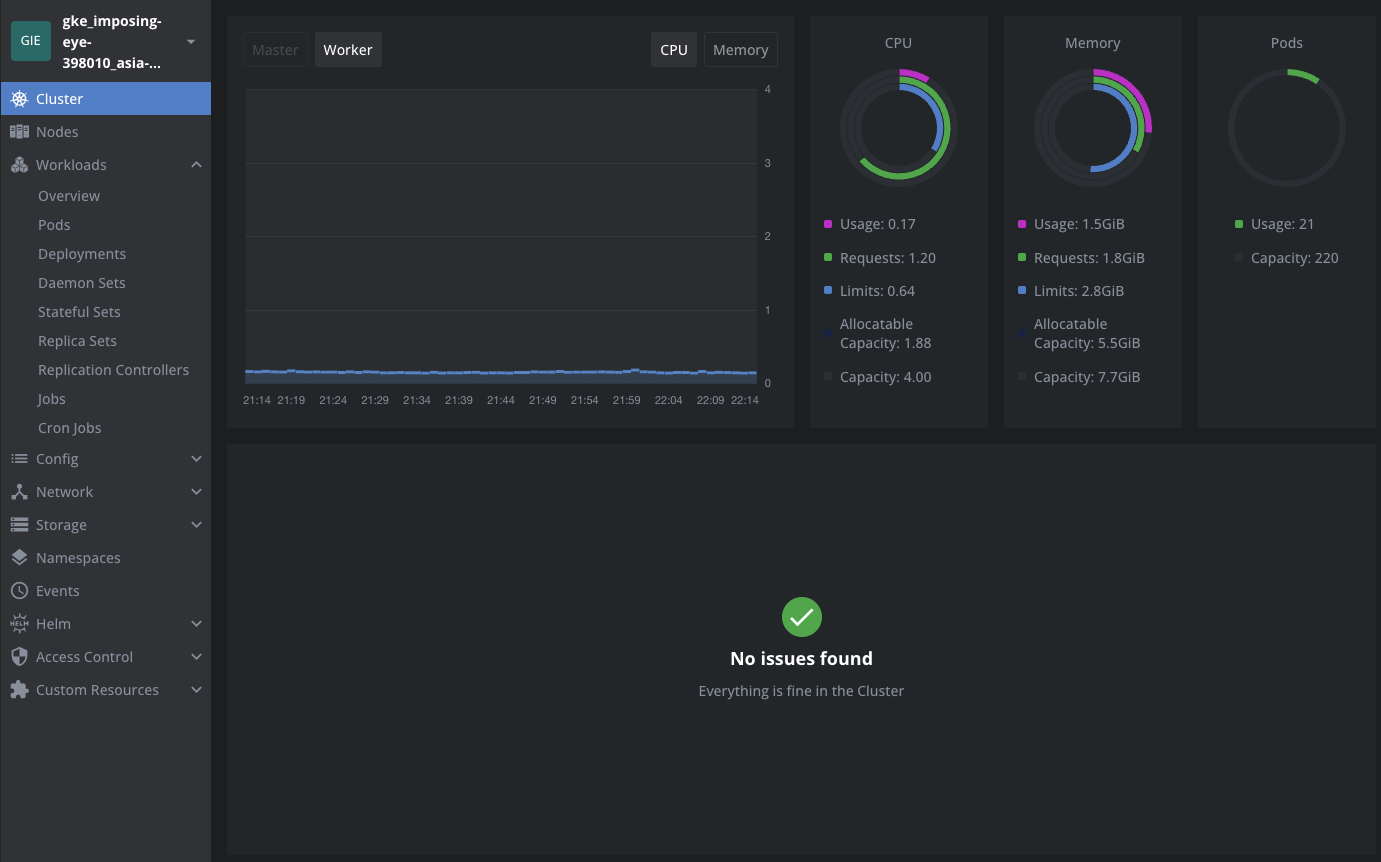 GIE
gke_imposing-
eye-
398010_asia-...
Cluster
Nodes
Workloads
Overview
Pods
Deployments
Daemon Sets
Stateful Sets
Replica Sets
Replication Controllers
Jobs
Cron Jobs
Config
Network
Storage
Namespaces
Events
HELM Helm
Access Control
Custom Resources
Master Worker CPU Memory
4
3
2
1
0
21:14 21:19 21:24 21:29 21:34 21:39 21:44 21:49 21:54 21:59 22:04 22:09 22:14
CPU
Usage: 0.17
Requests: 1.20
Limits: 0.64
Allocatable
Capacity: 1.88
Capacity: 4.00
Memory
Usage: 1.5GiB
Requests: 1.8GiB
Limits: 2.8GiB
Allocatable
Capacity: 5.5GiB
Capacity: 7.7GiB
Pods
Usage: 21
Capacity: 220
No issues found
Everything is fine in the Cluster